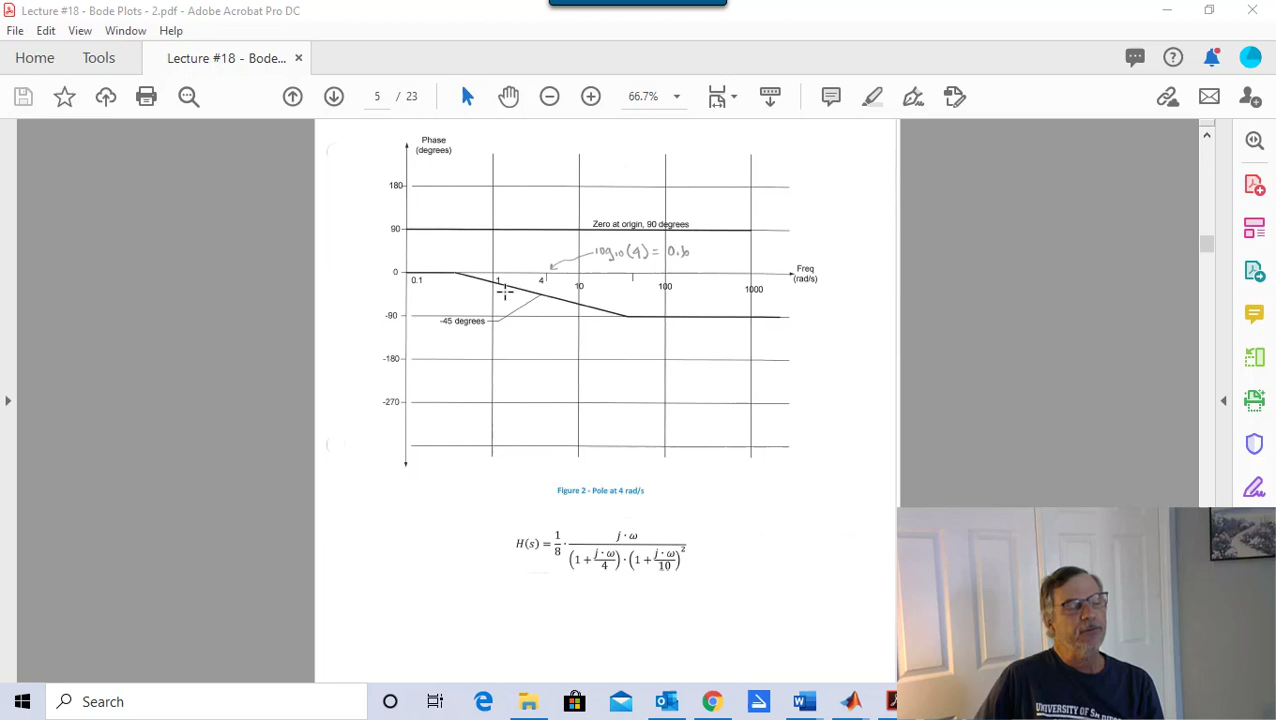 Lecture #18 - Bode Plots - 2.pdf - Adobe Acrobat Pro DC
File Edit View Window Help
Home Tools Lecture #18 - Bode... ×
5 / 23 66.7%
Phase
(degrees)
180
Zero at origin, 90 degrees
90
log10(4) = 0.6
0
Freq
(rad/s)
0.1 1 4 10 100 1000
-90
-45 degrees
-180
-270
Figure 2 - Pole at 4 rad/s
H(s) = 1/8 · j · ω / (1 + j · ω/4) · (1 + j · ω/10)²
UNIVERSITY OF SAN D
Search